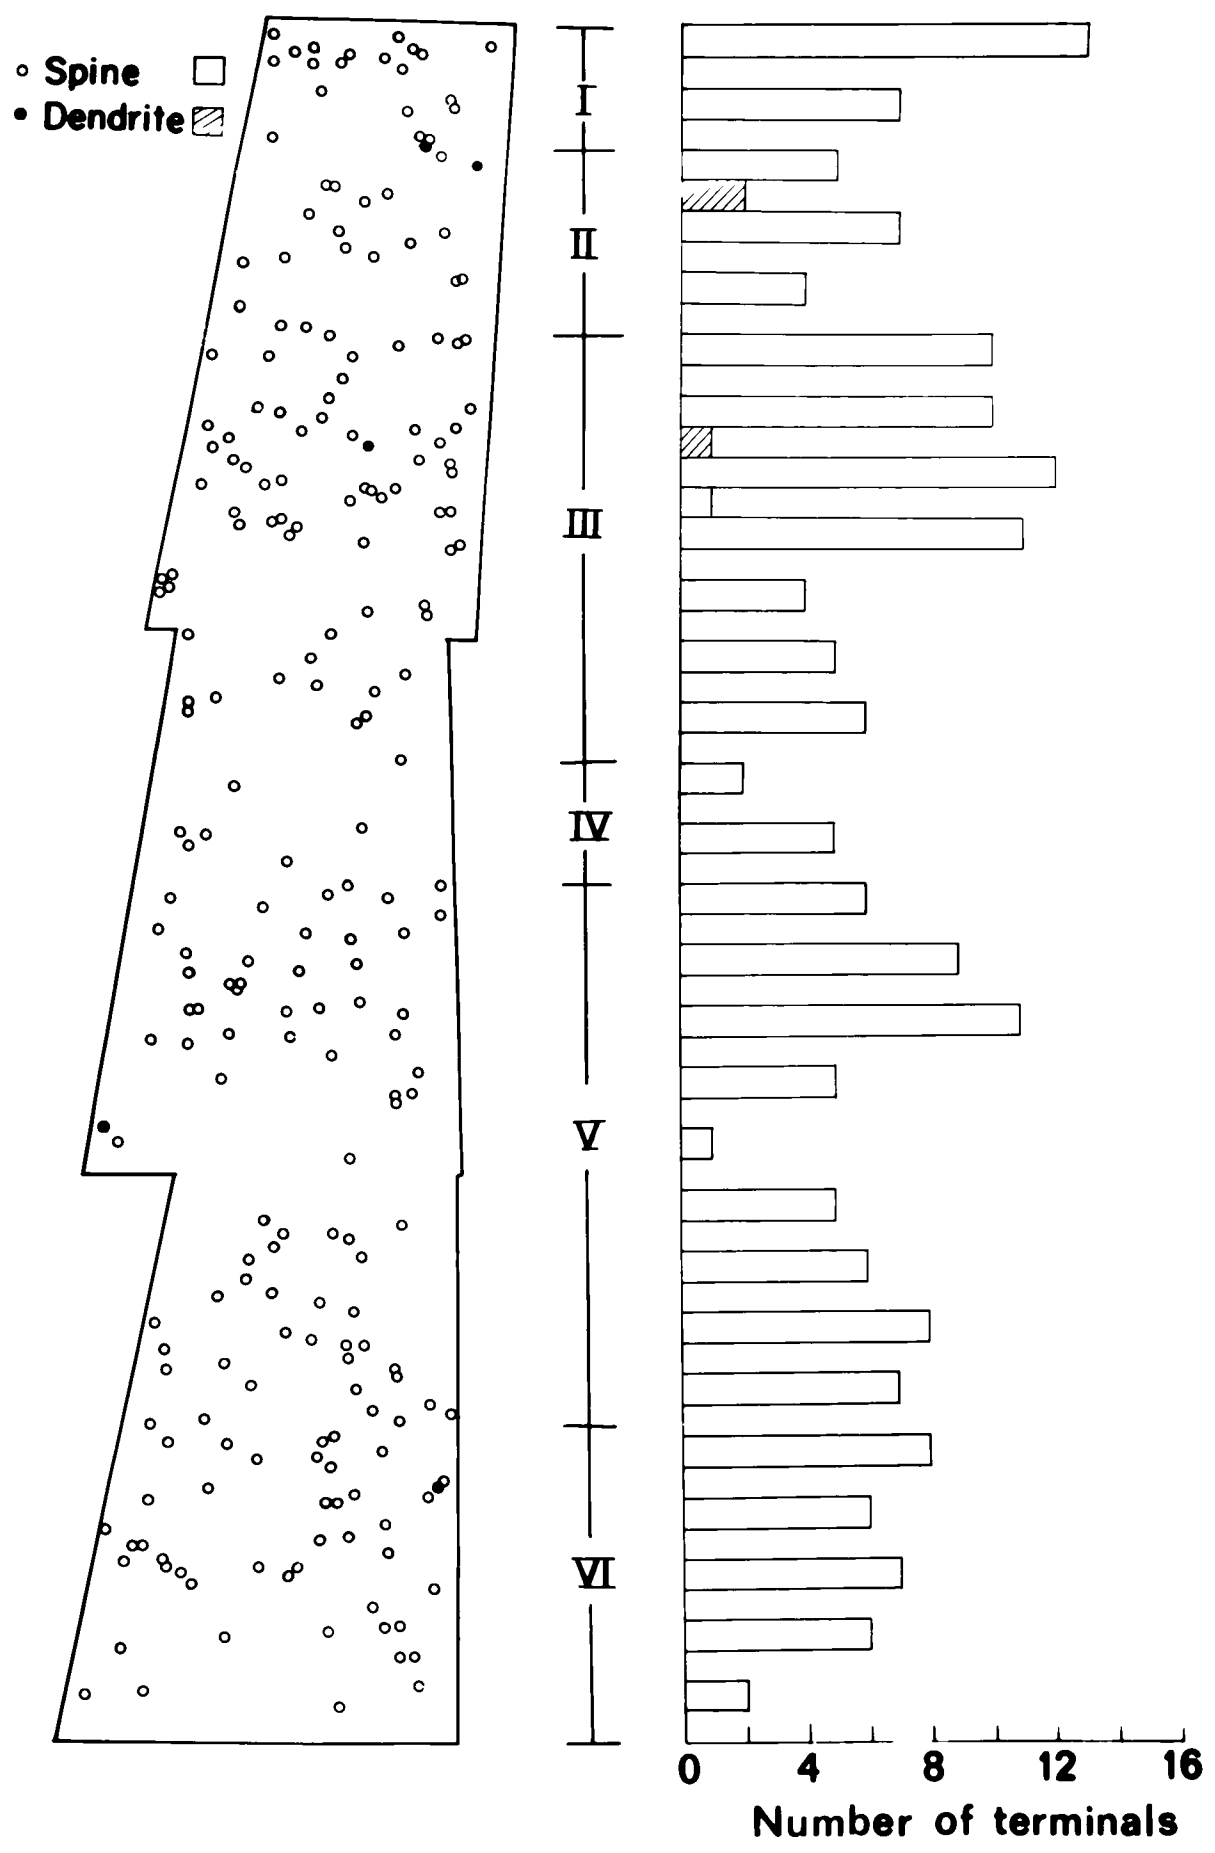 Spine
Dendrite
I
II
III
IV
V
VI
0 4 8 12 16
Number of terminals